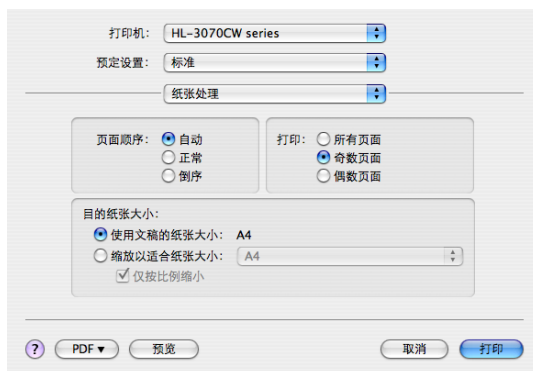 打印机: HL-3070CW series
预定设置: 标准
纸张处理
页面顺序: 自动 打印: 所有页面
正常 奇数页面
倒序 偶数页面
目的纸张大小:
使用文稿的纸张大小: A4
缩放以适合纸张大小: A4
仅按比例缩小
? PDF▼ 预览 取消 打印